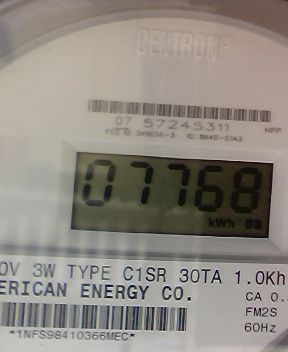 CENTRON®
07 57245311 HPP
07768
kWh
0V 3W TYPE C1SR 30TA 1.0Kh
ERICAN ENERGY CO. CA 0.
FM2S
*1NFS98410366MEC* 60Hz